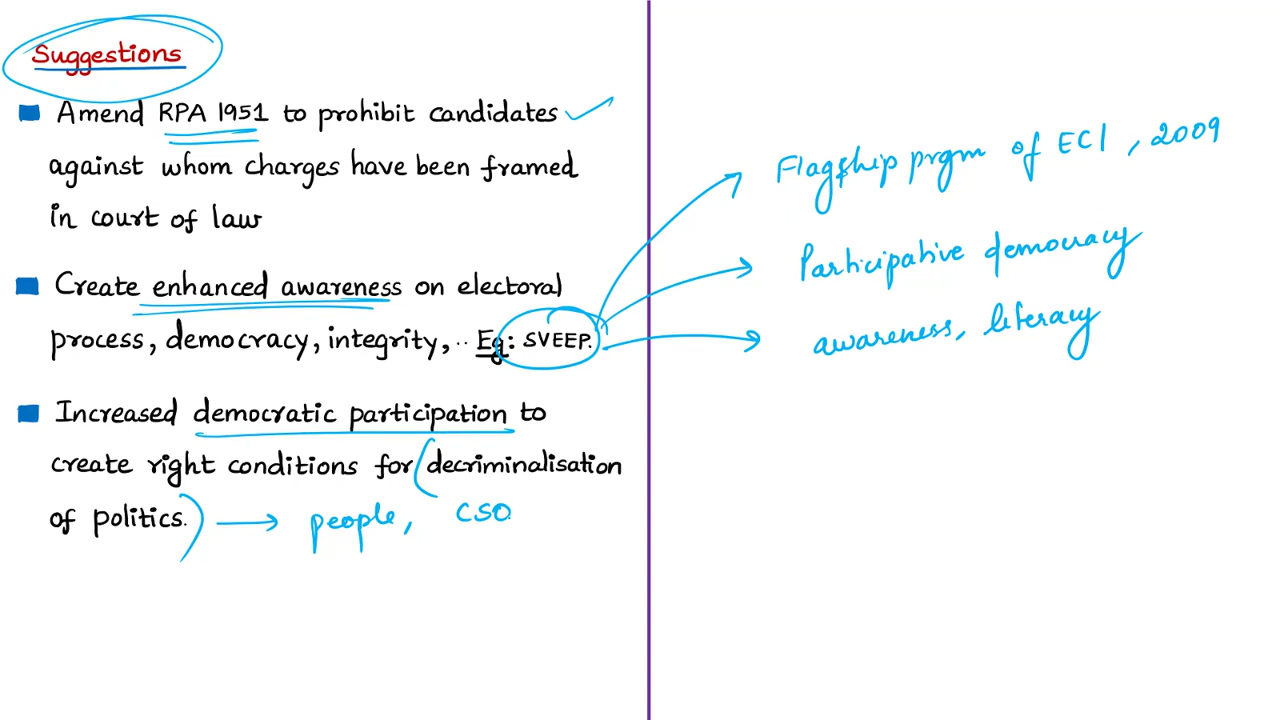 Suggestions
Amend RPA 1951 to prohibit candidates
against whom charges have been framed
in court of law
Create enhanced awareness on electoral
process, democracy, integrity, .. Eg: SVEEP.
Increased democratic participation to
create right conditions for (decriminalisation
of politics.) → people, CSO
Flagship prgm of ECI, 2009
Participative democracy
awareness, literacy